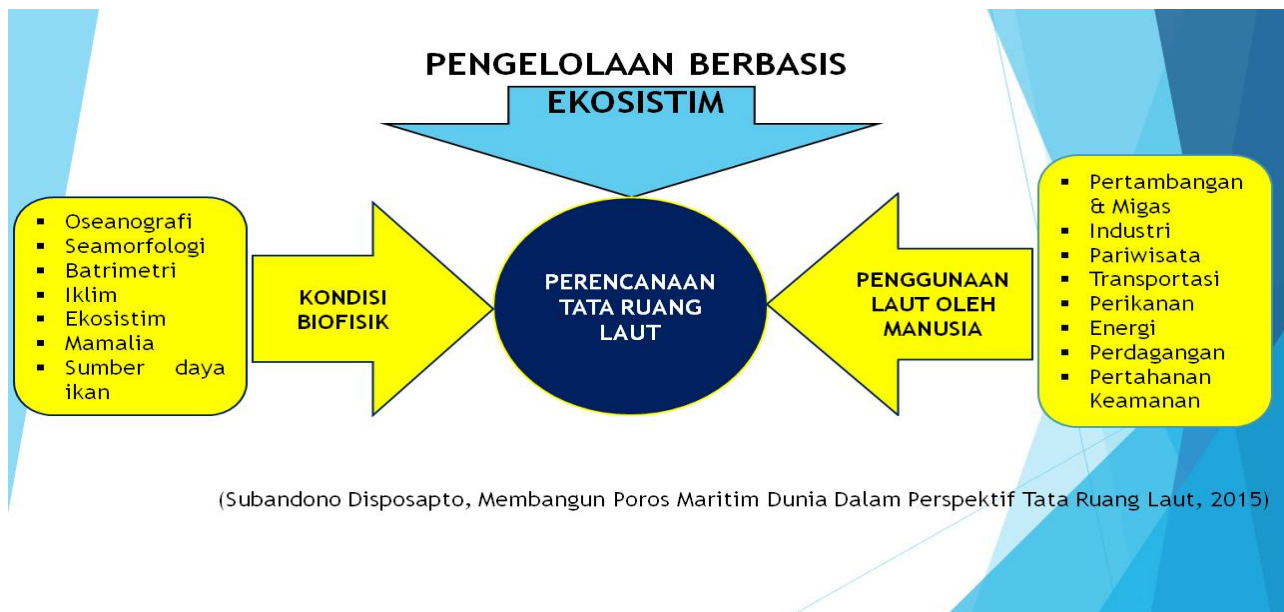 PENGELOLAAN BERBASIS
EKOSISTIM
▪ Oseanografi
▪ Seamorfologi
▪ Batrimetri
▪ Iklim
▪ Ekosistim
▪ Mamalia
▪ Sumber daya
ikan
KONDISI
BIOFISIK
PERENCANAAN
TATA RUANG
LAUT
PENGGUNAAN
LAUT OLEH
MANUSIA
▪ Pertambangan
& Migas
▪ Industri
▪ Pariwisata
▪ Transportasi
▪ Perikanan
▪ Energi
▪ Perdagangan
▪ Pertahanan
Keamanan
(Subandono Disposapto, Membangun Poros Maritim Dunia Dalam Perspektif Tata Ruang Laut, 2015)